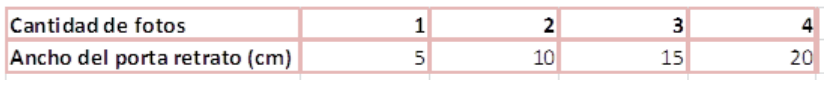 Cantidad de fotos 1 2 3 4
Ancho del porta retrato (cm) 5 10 15 20